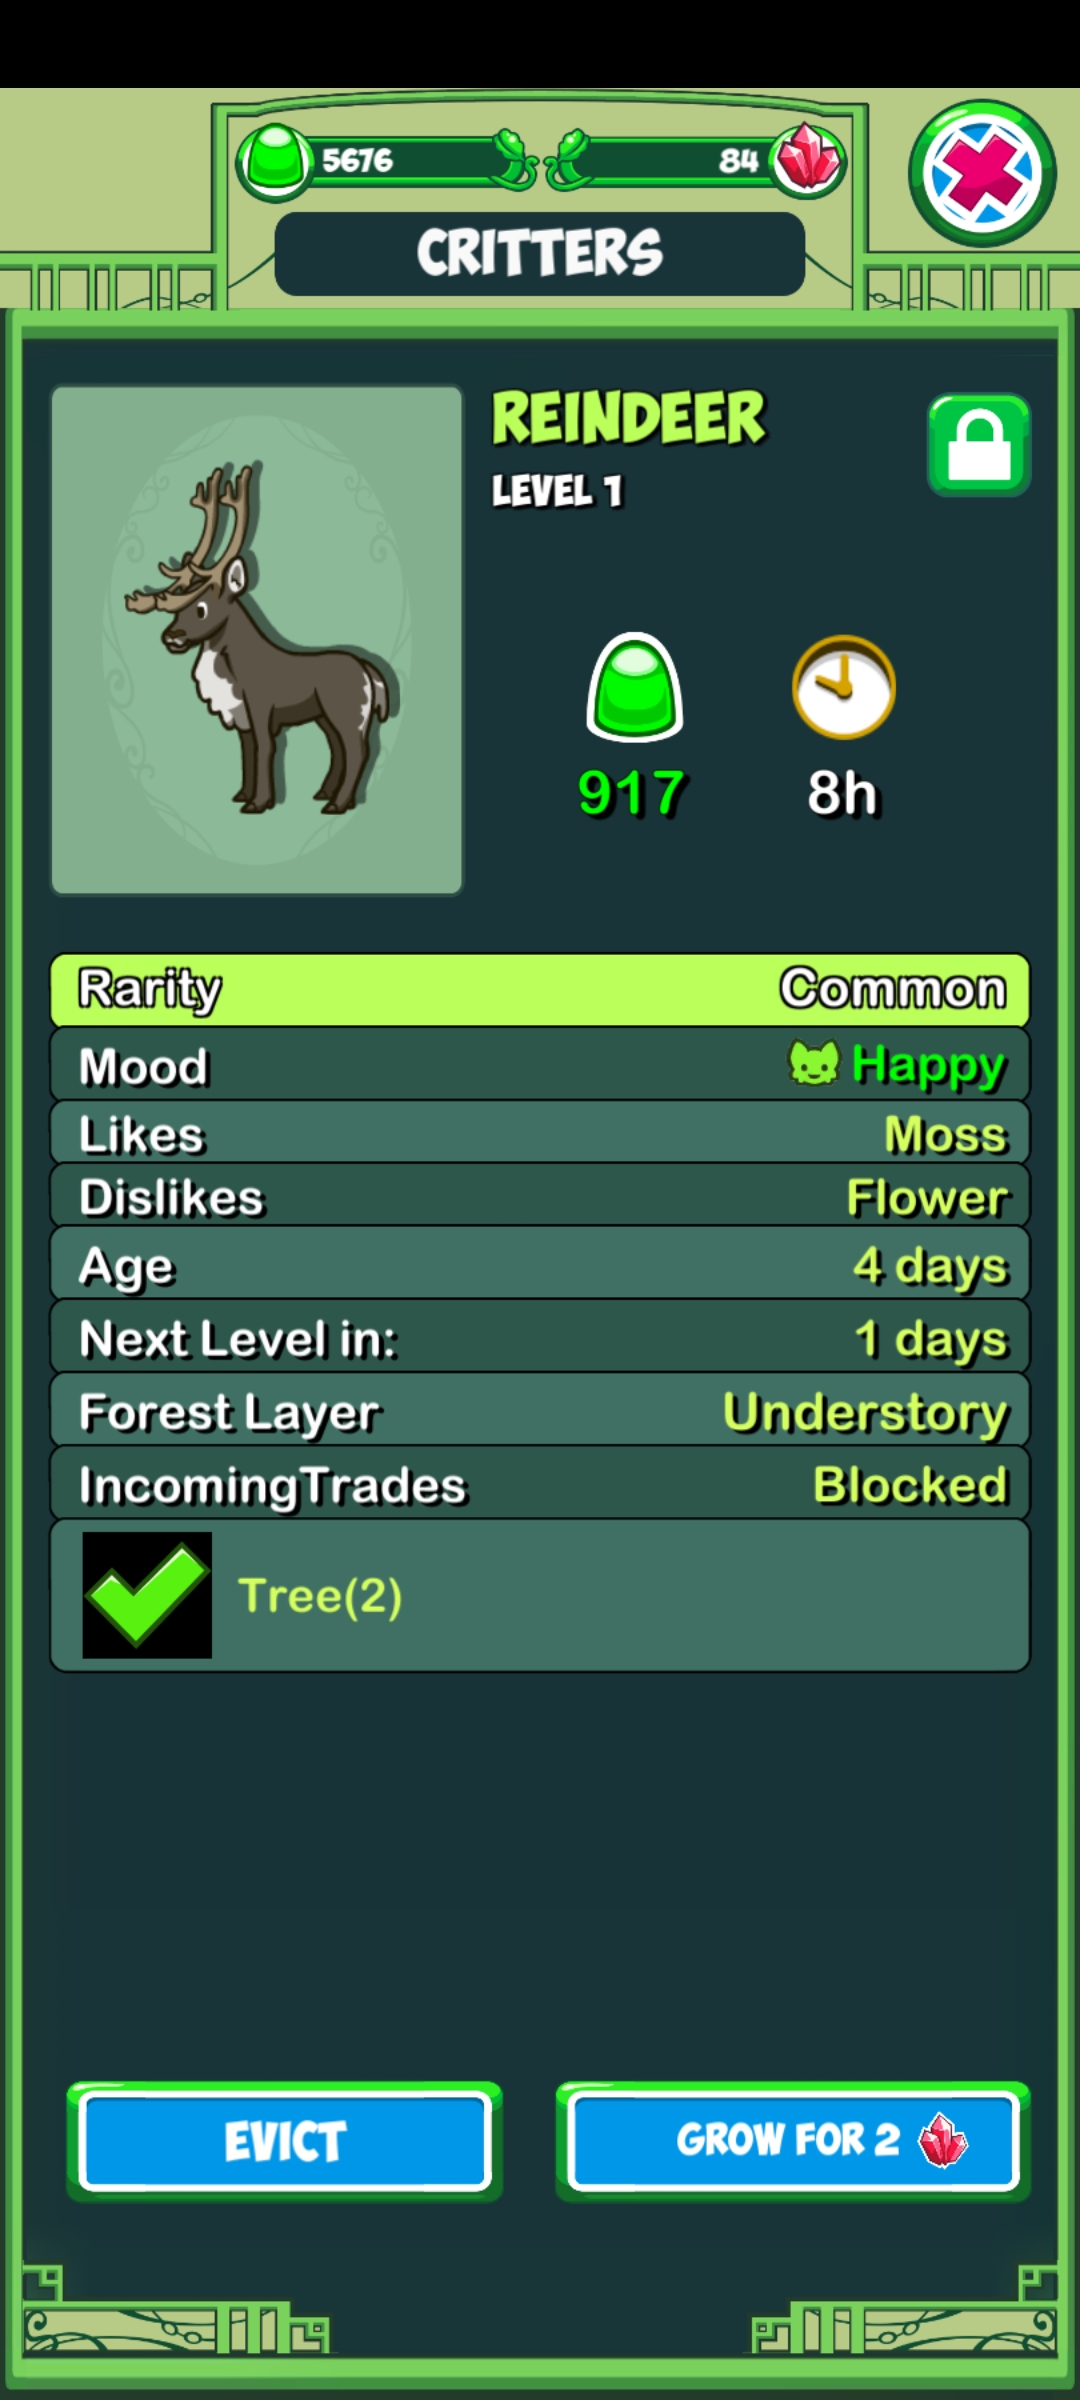 5676
84
CRITTERS
REINDEER
LEVEL 1
917
8h
Rarity Common
Mood Happy
Likes Moss
Dislikes Flower
Age 4 days
Next Level in: 1 days
Forest Layer Understory
IncomingTrades Blocked
Tree(2)
EVICT
GROW FOR 2